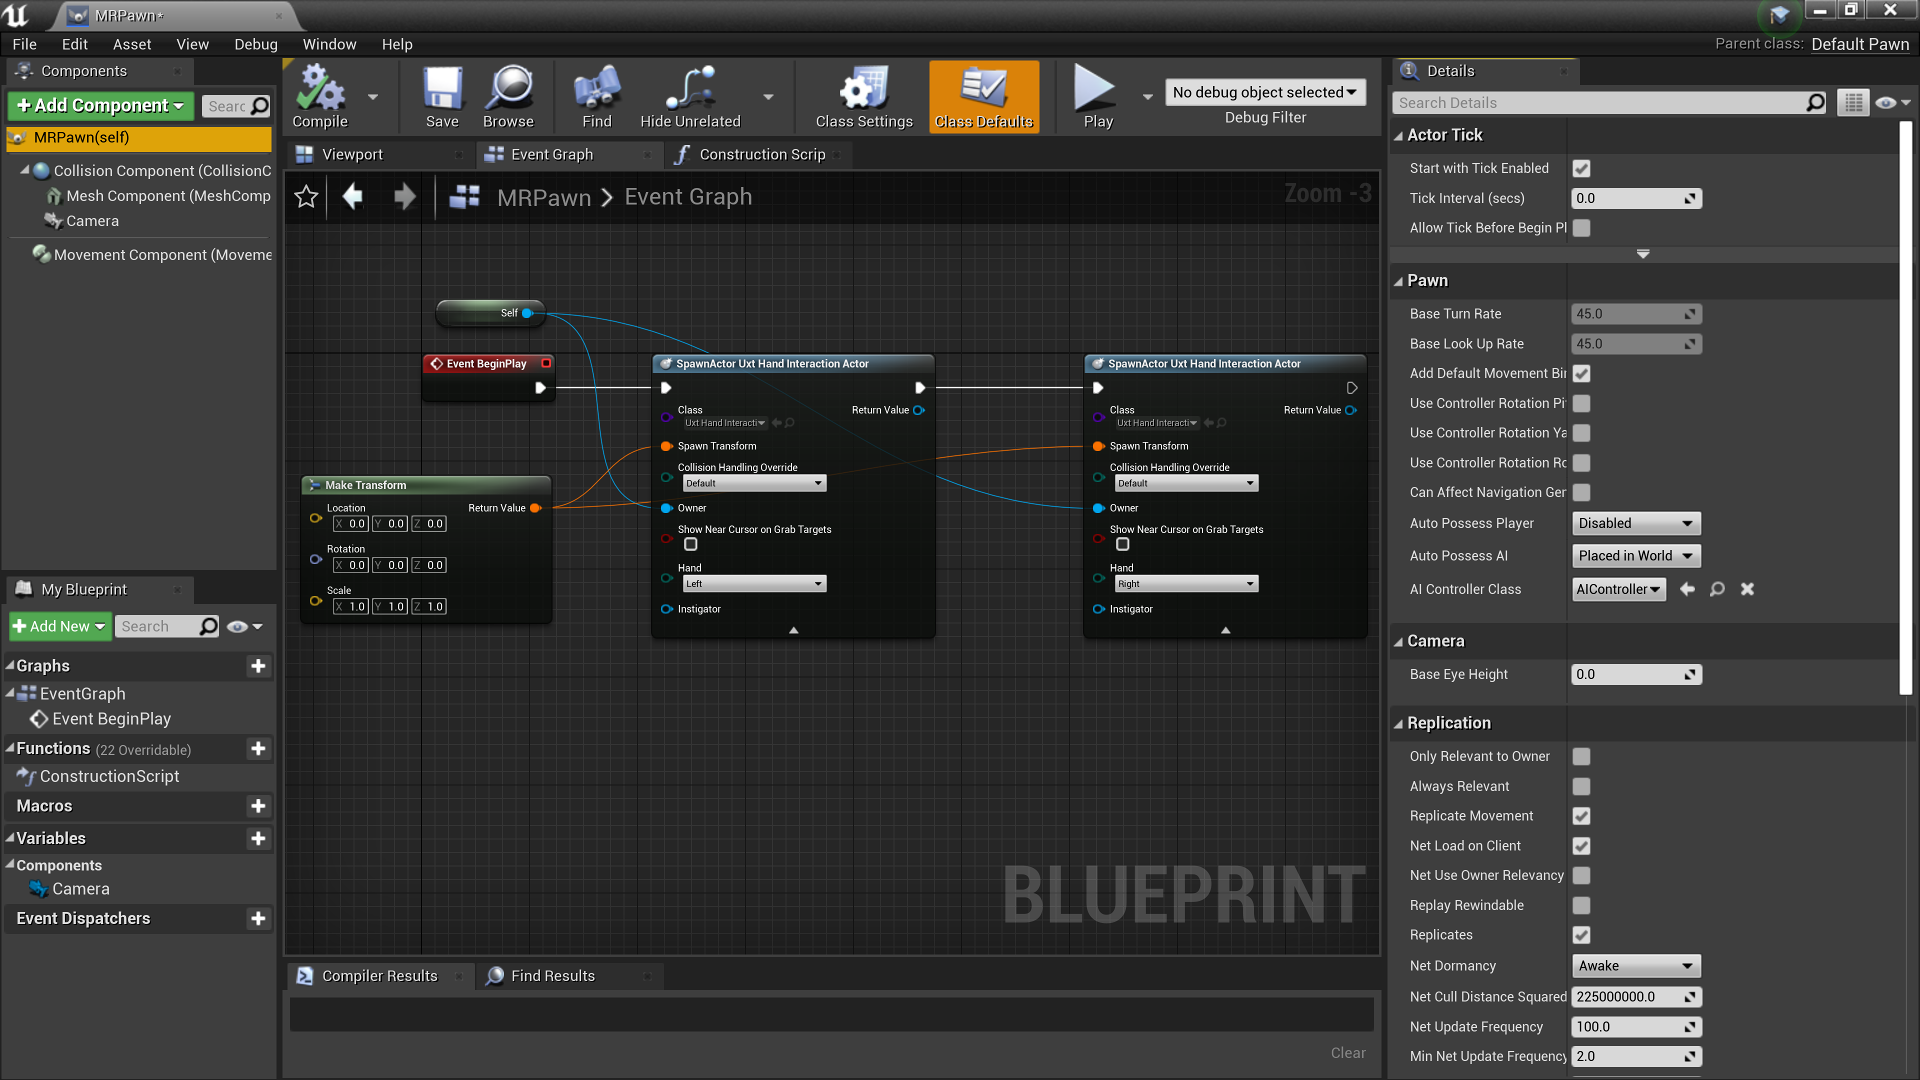 MRPawn*
File Edit Asset View Debug Window Help
Parent class: Default Pawn
Components
Add Component
Searc
MRPawn(self)
Collision Component (CollisionC
Mesh Component (MeshComp
Camera
Movement Component (Moveme
Compile
Save
Browse
Find
Hide Unrelated
Class Settings
Class Defaults
Play
No debug object selected
Debug Filter
Viewport
Event Graph
Construction Scrip
MRPawn > Event Graph
Zoom -3
Self
Event BeginPlay
Make Transform
Location
X 0.0 Y 0.0 Z 0.0
Return Value
Rotation
X 0.0 Y 0.0 Z 0.0
Scale
X 1.0 Y 1.0 Z 1.0
SpawnActor Uxt Hand Interaction Actor
Class
Uxt Hand Interacti
Return Value
Spawn Transform
Collision Handling Override
Default
Owner
Show Near Cursor on Grab Targets
Hand
Left
Instigator
SpawnActor Uxt Hand Interaction Actor
Class
Uxt Hand Interacti
Return Value
Spawn Transform
Collision Handling Override
Default
Owner
Show Near Cursor on Grab Targets
Hand
Right
Instigator
BLUEPRINT
My Blueprint
Add New
Search
Graphs
EventGraph
Event BeginPlay
Functions (22 Overridable)
ConstructionScript
Macros
Variables
Components
Camera
Event Dispatchers
Compiler Results
Find Results
Clear
Details
Search Details
Actor Tick
Start with Tick Enabled
Tick Interval (secs) 0.0
Allow Tick Before Begin Pl
Pawn
Base Turn Rate 45.0
Base Look Up Rate 45.0
Add Default Movement Bin
Use Controller Rotation Pit
Use Controller Rotation Ya
Use Controller Rotation Ro
Can Affect Navigation Gen
Auto Possess Player Disabled
Auto Possess AI Placed in World
AI Controller Class AIController
Camera
Base Eye Height 0.0
Replication
Only Relevant to Owner
Always Relevant
Replicate Movement
Net Load on Client
Net Use Owner Relevancy
Replay Rewindable
Replicates
Net Dormancy Awake
Net Cull Distance Squared 225000000.0
Net Update Frequency 100.0
Min Net Update Frequency 2.0